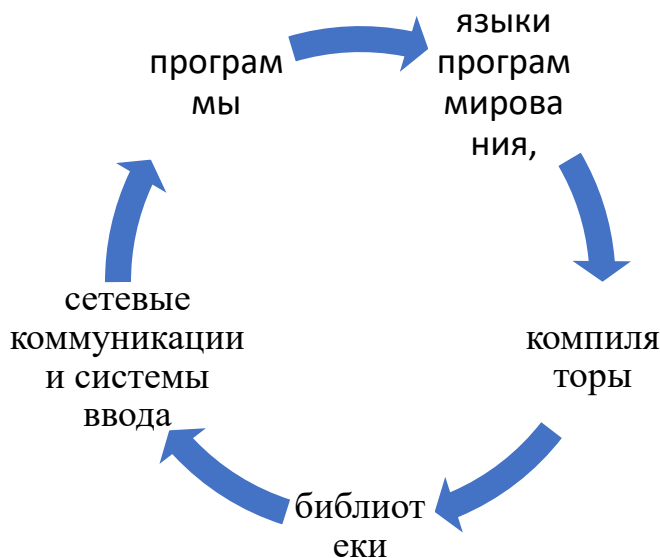 програм
мы
языки
програм
мирова
ния,
компиля
торы
библиот
еки
сетевые
коммуникации
и системы
ввода